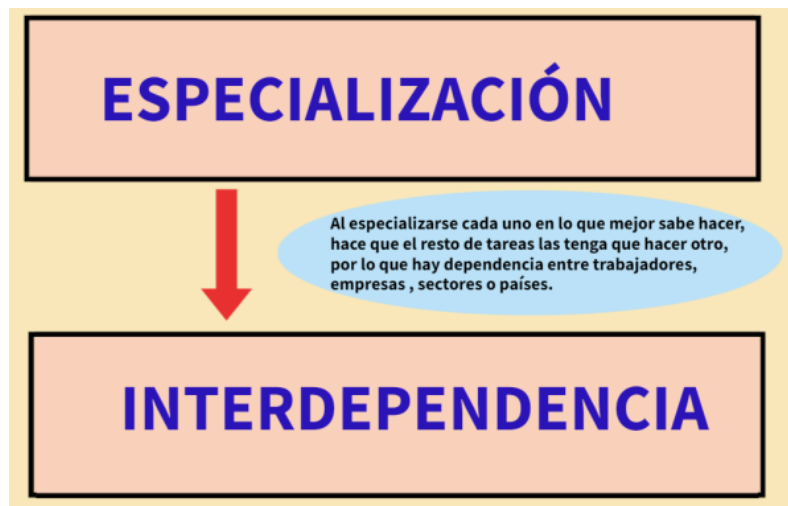 ESPECIALIZACIÓN
Al especializarse cada uno en lo que mejor sabe hacer,
hace que el resto de tareas las tenga que hacer otro,
por lo que hay dependencia entre trabajadores,
empresas , sectores o países.
INTERDEPENDENCIA